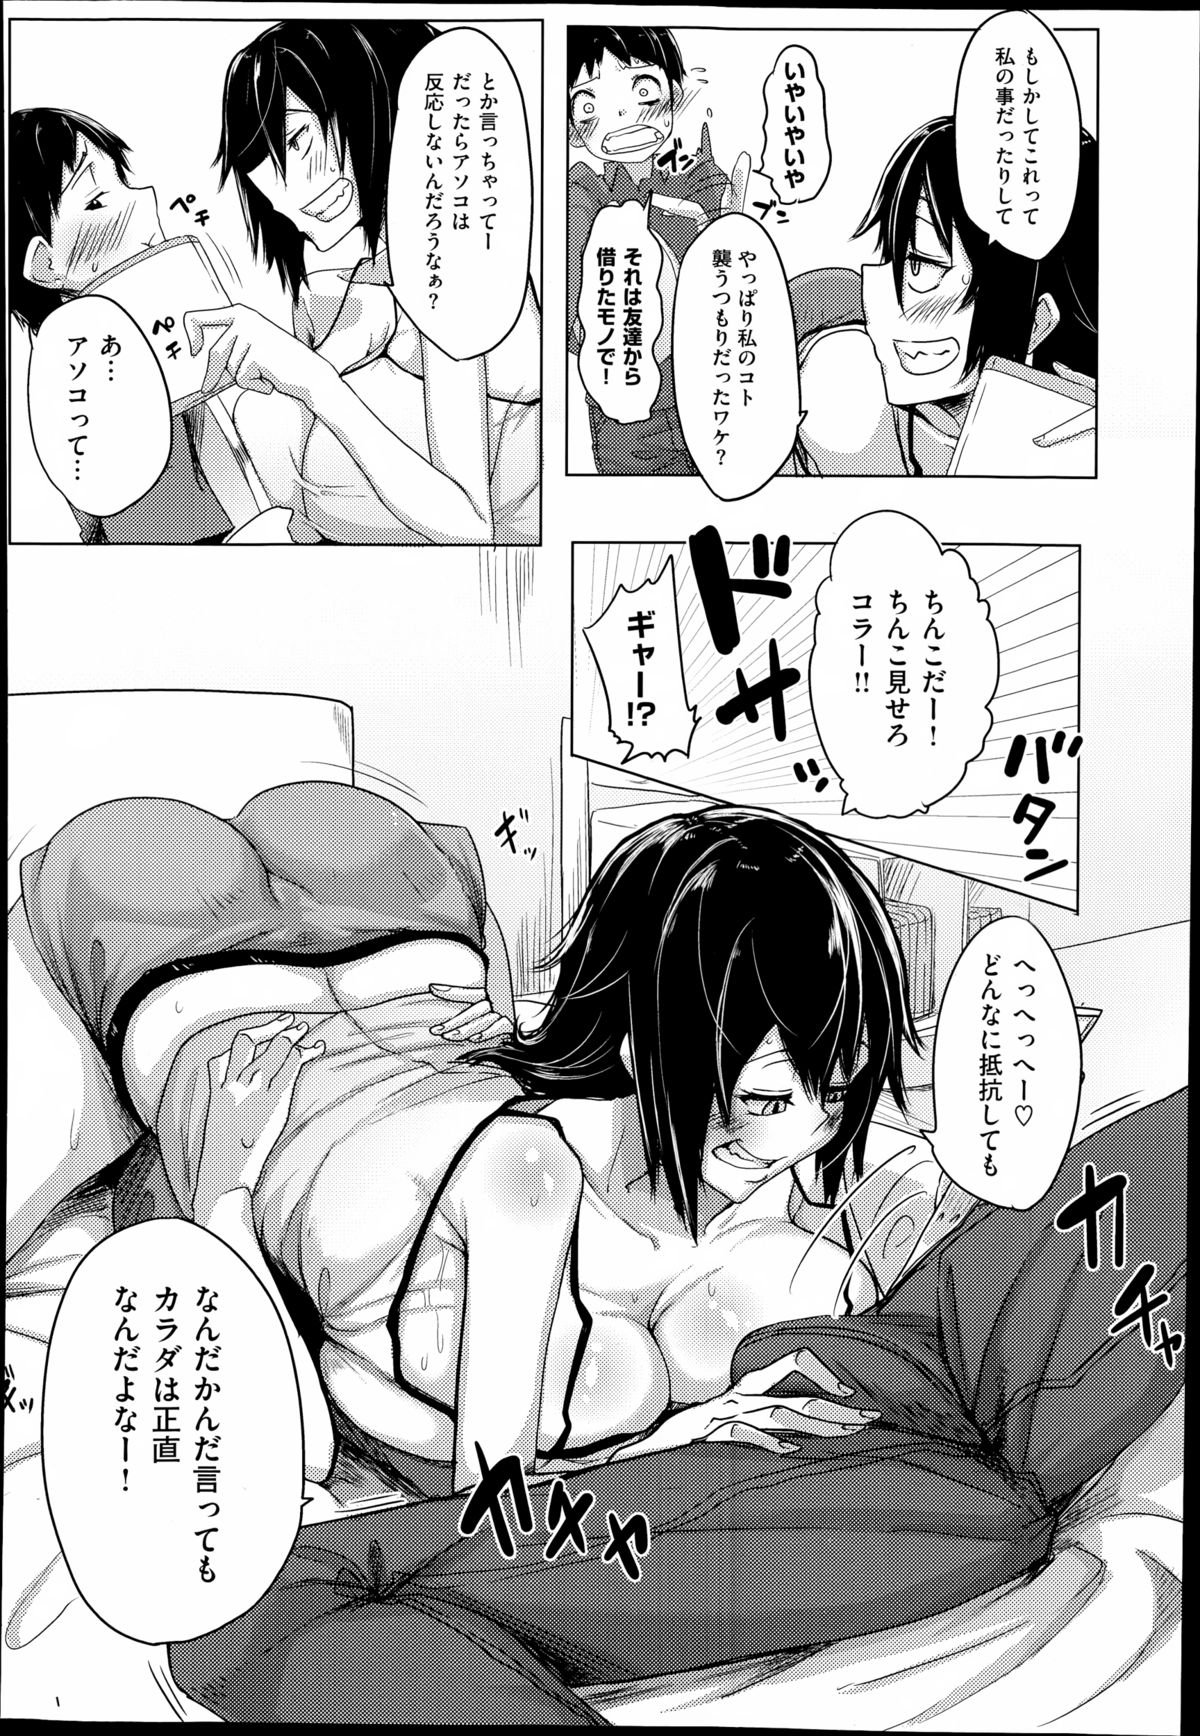 もしかしてこれって
私の事だったりして
いやいやいや
ブン
ブン
やっぱり私のコト
襲うつもりだったワケ?
それは友達から
借りたモノで!
とか言っちゃってー
だったらアソコは
反応しないんだろうなぁ?
ペチ
ペチ
あ…
アソコって…
ちんこだー!
ちんこ見せろ
コラー!!
バタン
ドサ
ッ
ギャー!?
へっへっへー♡
どんなに抵抗しても
ギッ
カチャ
ガチャ
ギッ
なんだかんだ言っても
カラダは正直
なんだよなー!
1